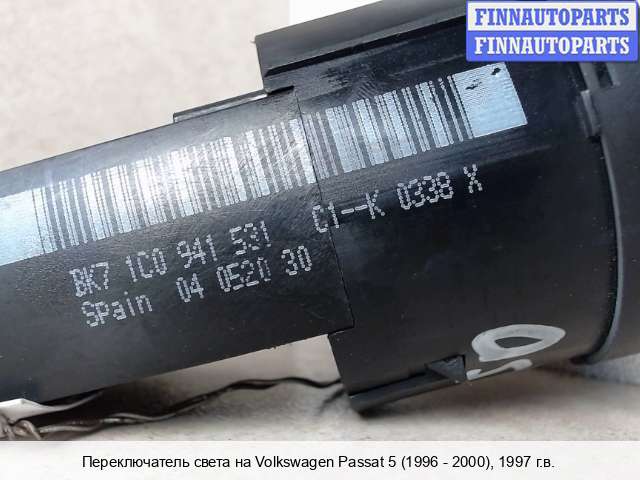 FINNAUTOPARTS
FINNAUTOPARTS
BK7 1C0 941 531 C1--K 0338 X
Spain 04 0520 30
Переключатель света на Volkswagen Passat 5 (1996 - 2000), 1997 г.в.